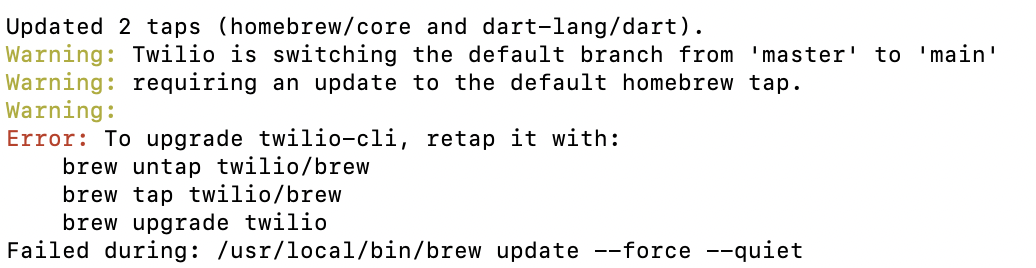 Updated 2 taps (homebrew/core and dart-lang/dart).
Warning: Twilio is switching the default branch from 'master' to 'main'
Warning: requiring an update to the default homebrew tap.
Warning:
Error: To upgrade twilio-cli, retap it with:
    brew untap twilio/brew
    brew tap twilio/brew
    brew upgrade twilio
Failed during: /usr/local/bin/brew update --force --quiet